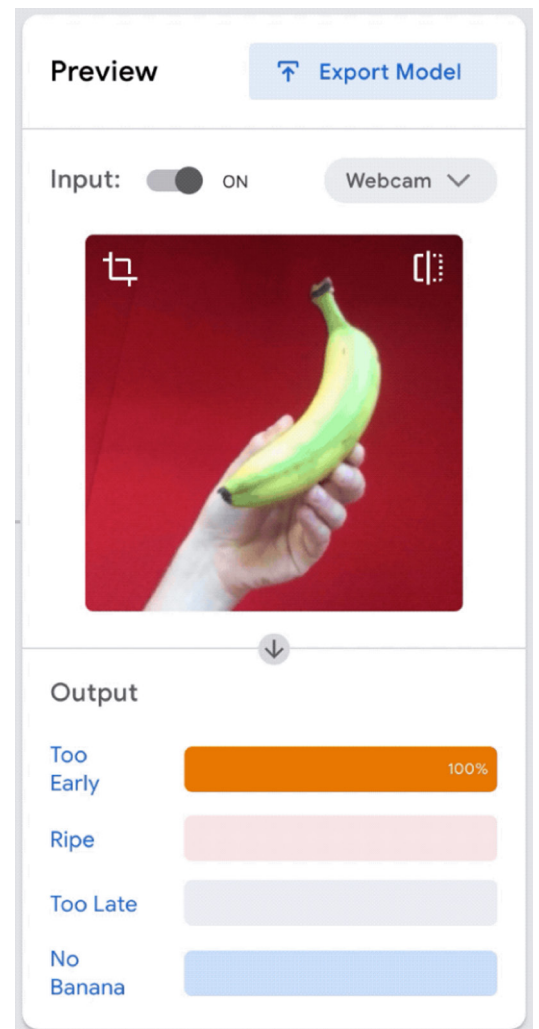 Preview
Export Model
Input:
ON
Webcam
Output
Too
Early
100%
Ripe
Too Late
No
Banana